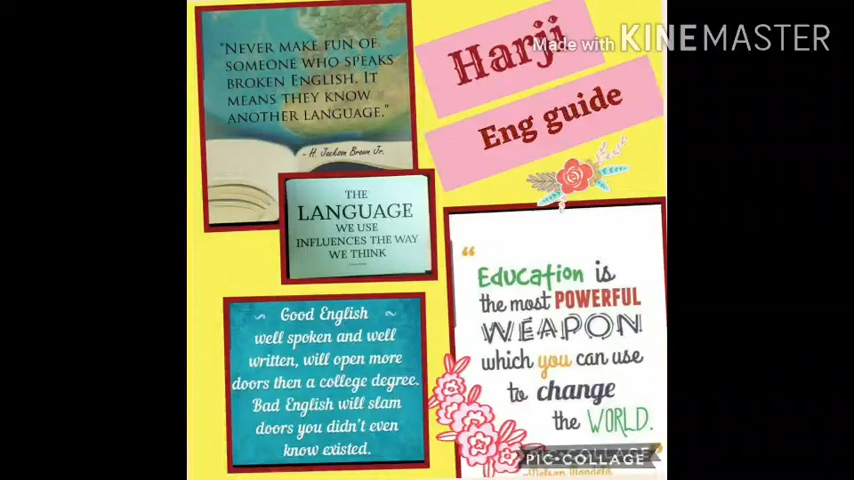 "NEVER MAKE FUN OF
SOMEONE WHO SPEAKS
BROKEN ENGLISH. IT
MEANS THEY KNOW
ANOTHER LANGUAGE."
- H. Jackson Brown Jr.
Harji
Made with KINEMASTER
Eng guide
THE
LANGUAGE
WE USE
INFLUENCES THE WAY
WE THINK
Good English
well spoken and well
written, will open more
doors then a college degree.
Bad English will slam
doors you didn't even
know existed.
"Education is
the most POWERFUL
WEAPON
which you can use
to change
the WORLD.
"
PIC•COLLAGE
-Nelson Mandela